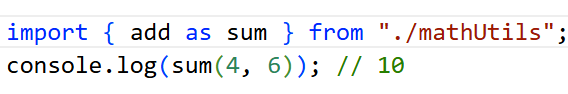 import { add as sum } from "./mathUtils";
console.log(sum(4, 6)); // 10